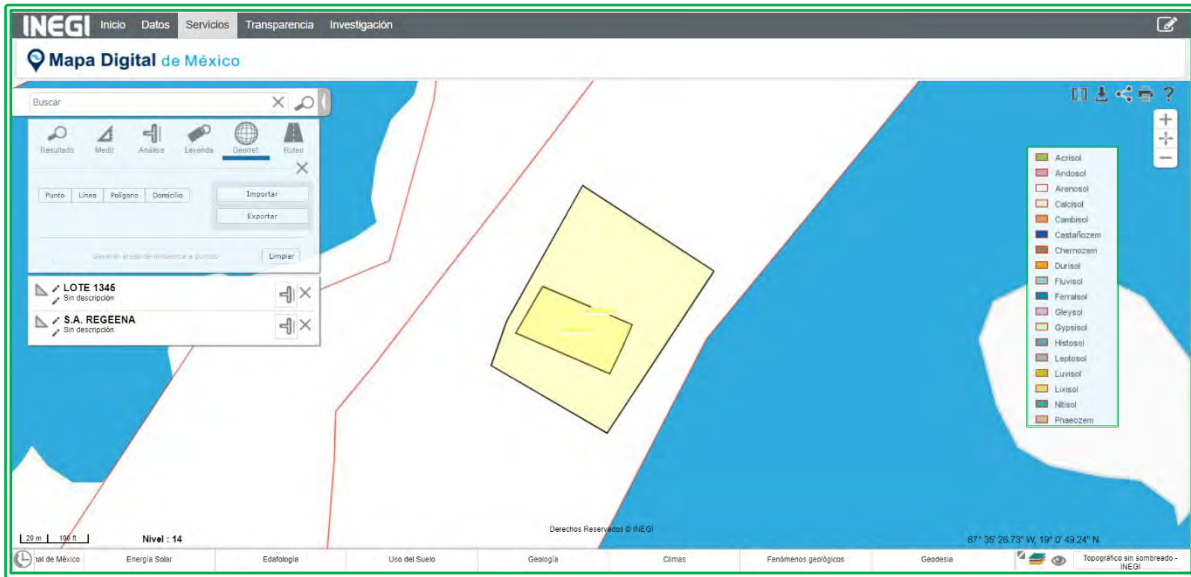 INEGI Inicio Datos Servicios Transparencia Investigación
Mapa Digital de México
Buscar
Resultado Medir Análisis Leyenda Georref. Ruteo
Punto Línea Polígono Domicilio Importar
Exportar
Limpiar
LOTE 1345
Sin descripción
S.A. REGEENA
Sin descripción
Acrisol
Andosol
Arenosol
Calcisol
Cambisol
Castañozem
Chernozem
Durisol
Fluvisol
Ferralsol
Gleysol
Gypsisol
Histosol
Leptosol
Luvisol
Lixisol
Nitisol
Phaeozem
Derechos Reservados © INEGI
20 m 100 ft Nivel : 14 87° 35' 26.73" W, 19° 0' 49.24" N
nal de México Energía Solar Edafología Uso del Suelo Geología Climas Fenómenos geológicos Geodesia Topográfico sin sombreado -
INEGI